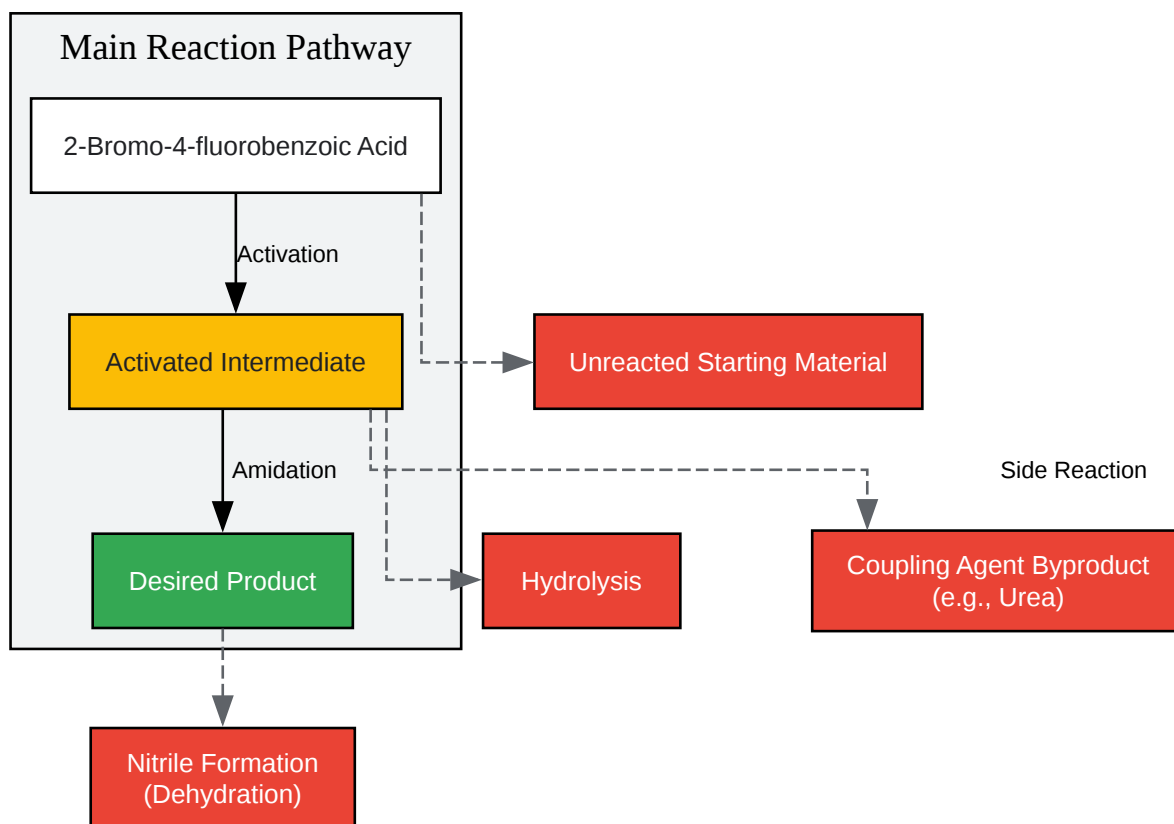 Main Reaction Pathway
2-Bromo-4-fluorobenzoic Acid
Activation
Activated Intermediate
Unreacted Starting Material
Amidation
Side Reaction
Desired Product
Hydrolysis
Coupling Agent Byproduct
(e.g., Urea)
Nitrile Formation
(Dehydration)